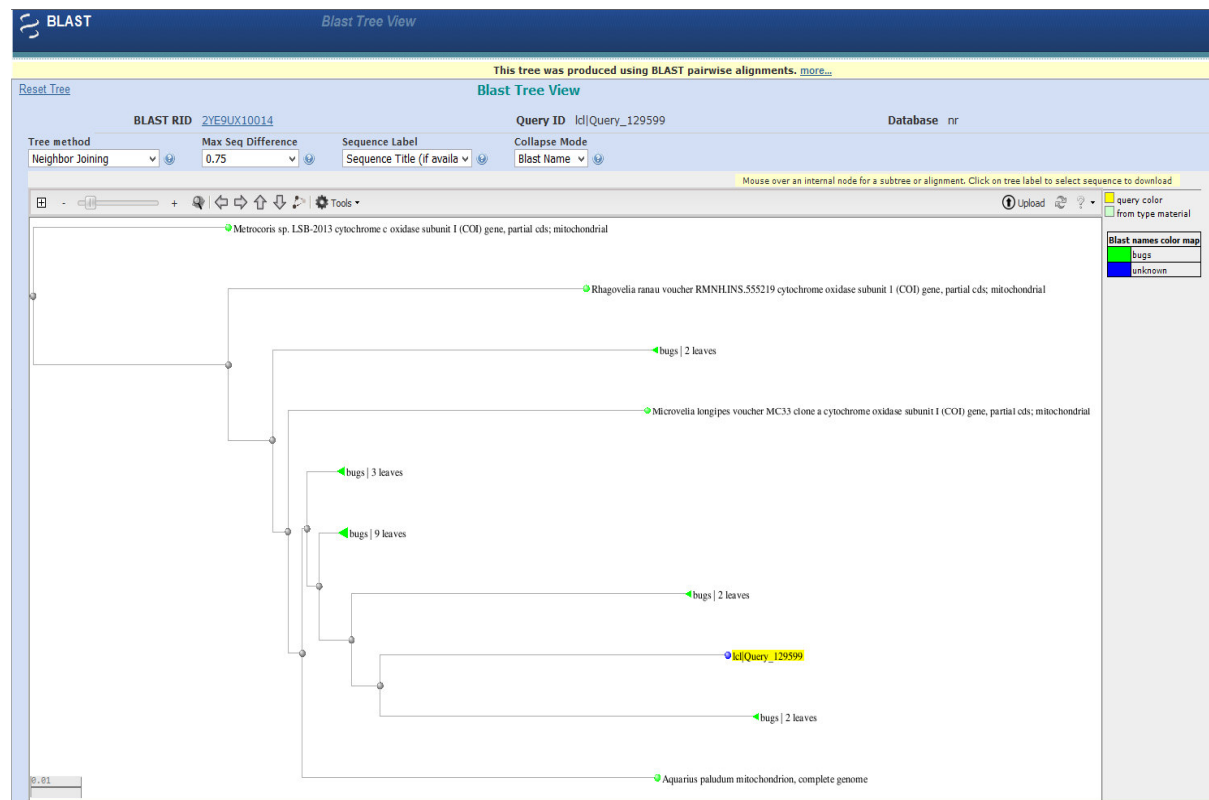 BLAST Blast Tree View
This tree was produced using BLAST pairwise alignments. more...
Reset Tree Blast Tree View
BLAST RID 2YE9UX10014 Query ID lcl|Query_129599 Database nr
Tree method Max Seq Difference Sequence Label Collapse Mode
Neighbor Joining 0.75 Sequence Title (if availa Blast Name
Mouse over an internal node for a subtree or alignment. Click on tree label to select sequence to download
- + Tools Upload ?
query color
from type material
Blast names color map
bugs
unknown
Metrocoris sp. LSB-2013 cytochrome c oxidase subunit I (COI) gene, partial cds; mitochondrial
Rhagovelia ranau voucher RMNH.INS.555219 cytochrome oxidase subunit 1 (COI) gene, partial cds; mitochondrial
bugs | 2 leaves
Microvelia longipes voucher MC33 clone a cytochrome oxidase subunit I (COI) gene, partial cds; mitochondrial
bugs | 3 leaves
bugs | 9 leaves
bugs | 2 leaves
lcl|Query_129599
bugs | 2 leaves
Aquarius paludum mitochondrion, complete genome
0.01